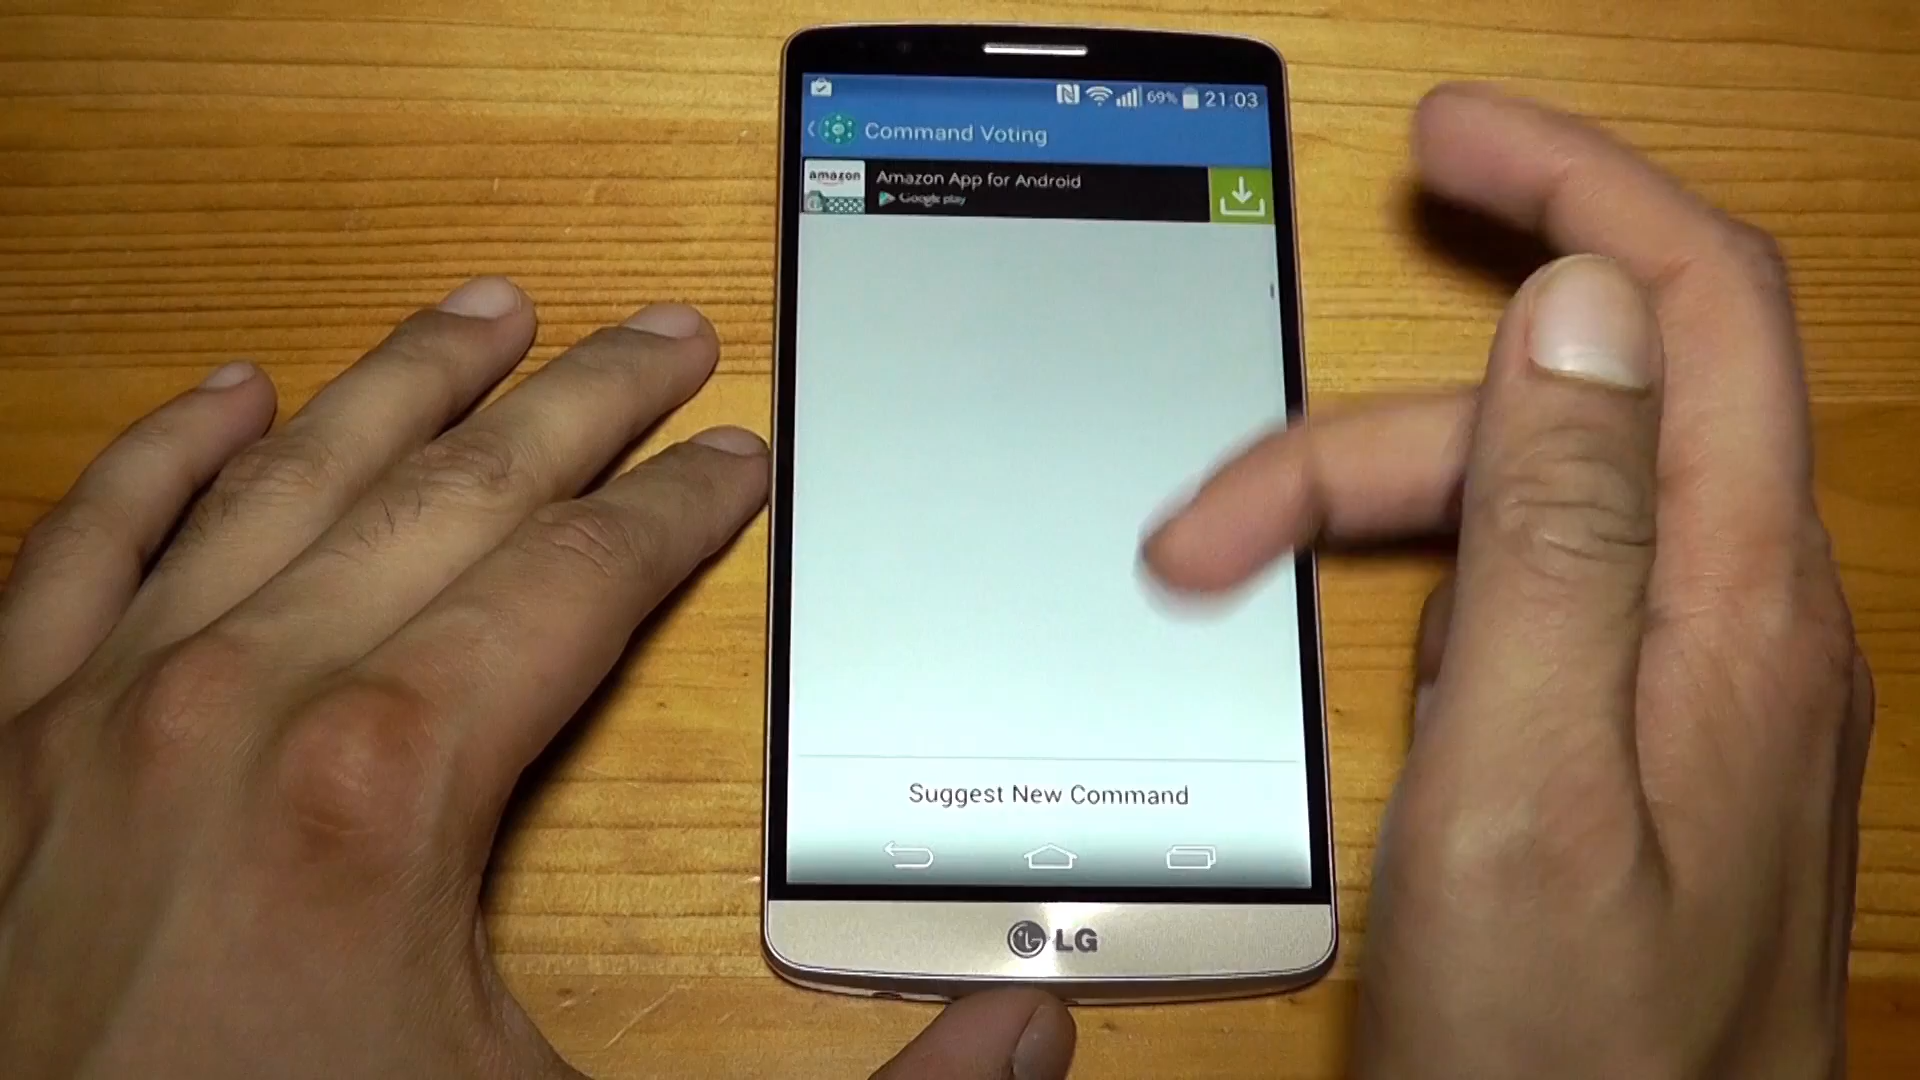 69% 21:03
Command Voting
amazon
Amazon App for Android
Google play
Suggest New Command
LG